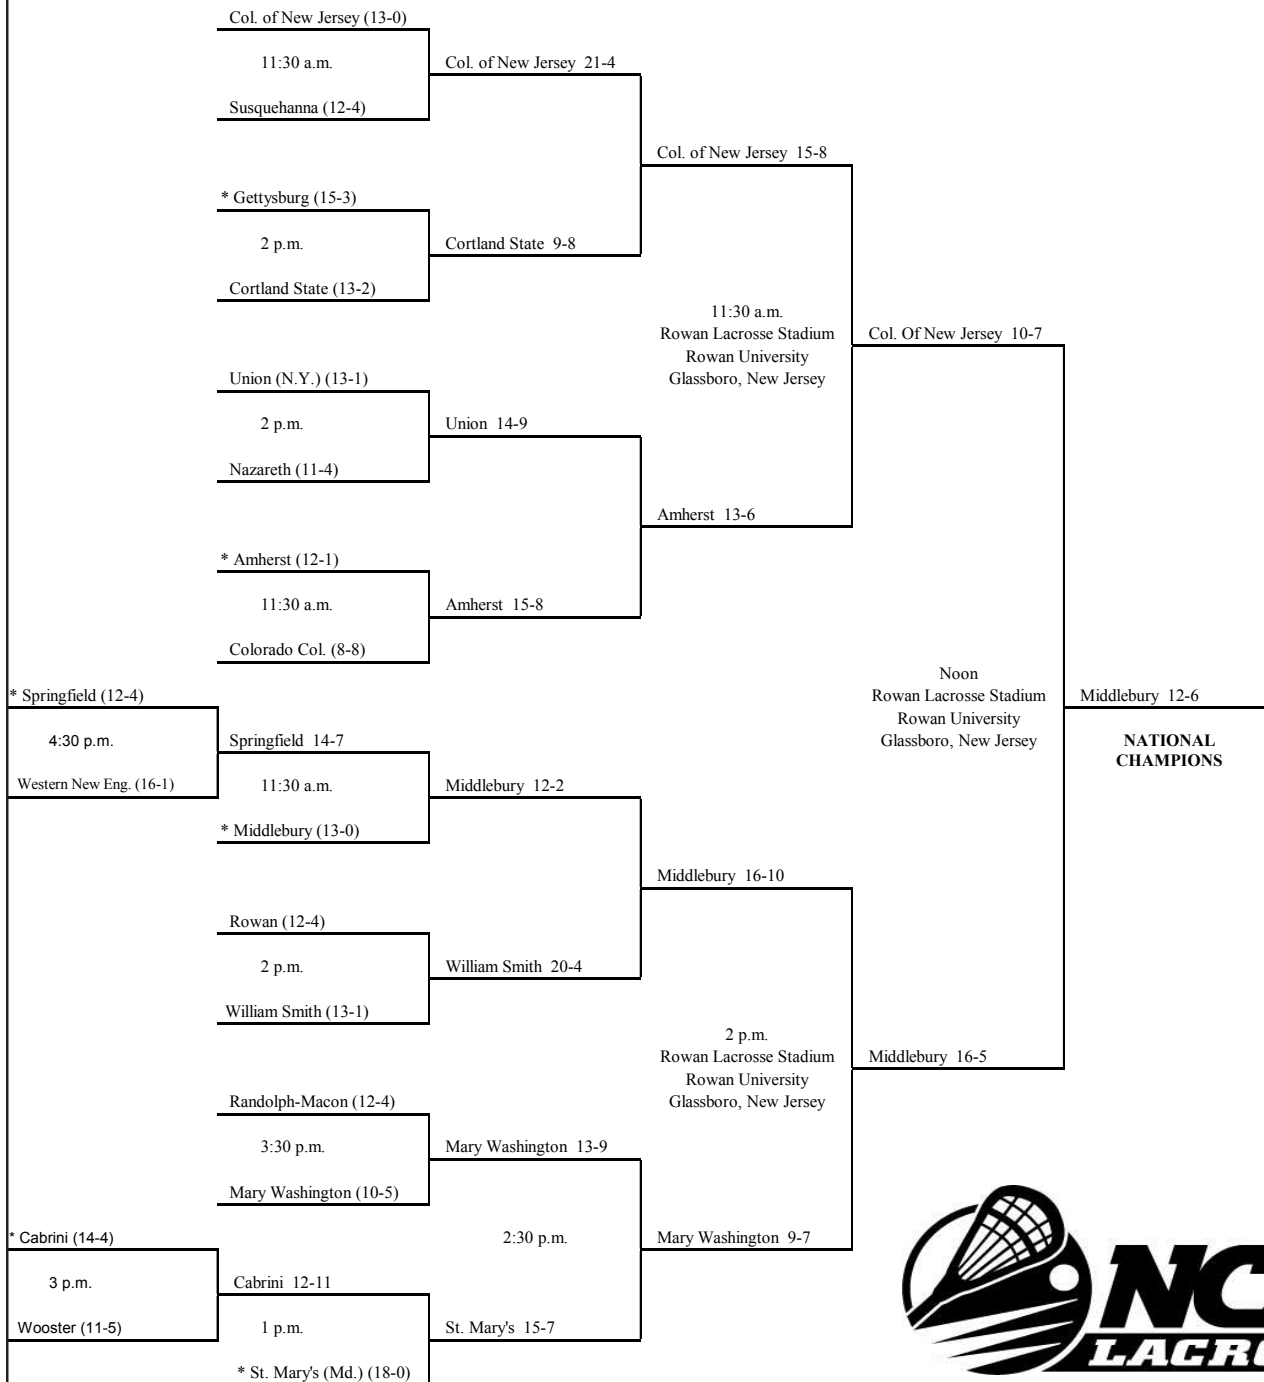 Col. of New Jersey (13-0)
11:30 a.m.
Col. of New Jersey 21-4
Susquehanna (12-4)
Col. of New Jersey 15-8
* Gettysburg (15-3)
2 p.m.
Cortland State 9-8
Cortland State (13-2)
11:30 a.m.
Rowan Lacrosse Stadium
Rowan University
Glassboro, New Jersey
Col. Of New Jersey 10-7
Union (N.Y.) (13-1)
2 p.m.
Union 14-9
Nazareth (11-4)
Amherst 13-6
* Amherst (12-1)
11:30 a.m.
Amherst 15-8
Colorado Col. (8-8)
Noon
Rowan Lacrosse Stadium
Rowan University
Glassboro, New Jersey
Middlebury 12-6
NATIONAL
CHAMPIONS
* Springfield (12-4)
4:30 p.m.
Springfield 14-7
Western New Eng. (16-1)
11:30 a.m.
Middlebury 12-2
* Middlebury (13-0)
Middlebury 16-10
Rowan (12-4)
2 p.m.
William Smith 20-4
William Smith (13-1)
2 p.m.
Rowan Lacrosse Stadium
Rowan University
Glassboro, New Jersey
Middlebury 16-5
Randolph-Macon (12-4)
3:30 p.m.
Mary Washington 13-9
Mary Washington (10-5)
* Cabrini (14-4)
2:30 p.m.
Mary Washington 9-7
3 p.m.
Cabrini 12-11
Wooster (11-5)
1 p.m.
St. Mary's 15-7
* St. Mary's (Md.) (18-0)
NC
LACRO